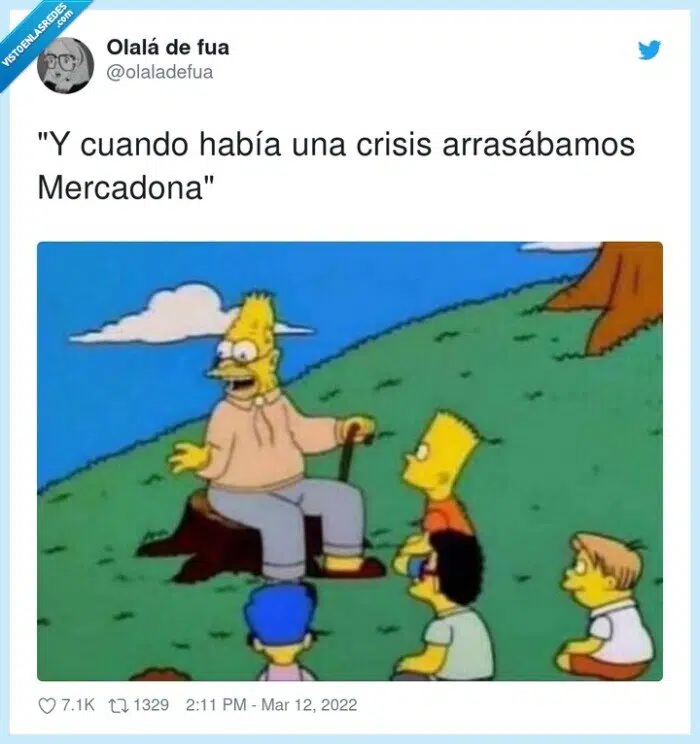 VISTOENLASREDES
.com
Olalá de fua
@olaladefua
"Y cuando había una crisis arrasábamos
Mercadona"
7.1K 1329 2:11 PM - Mar 12, 2022